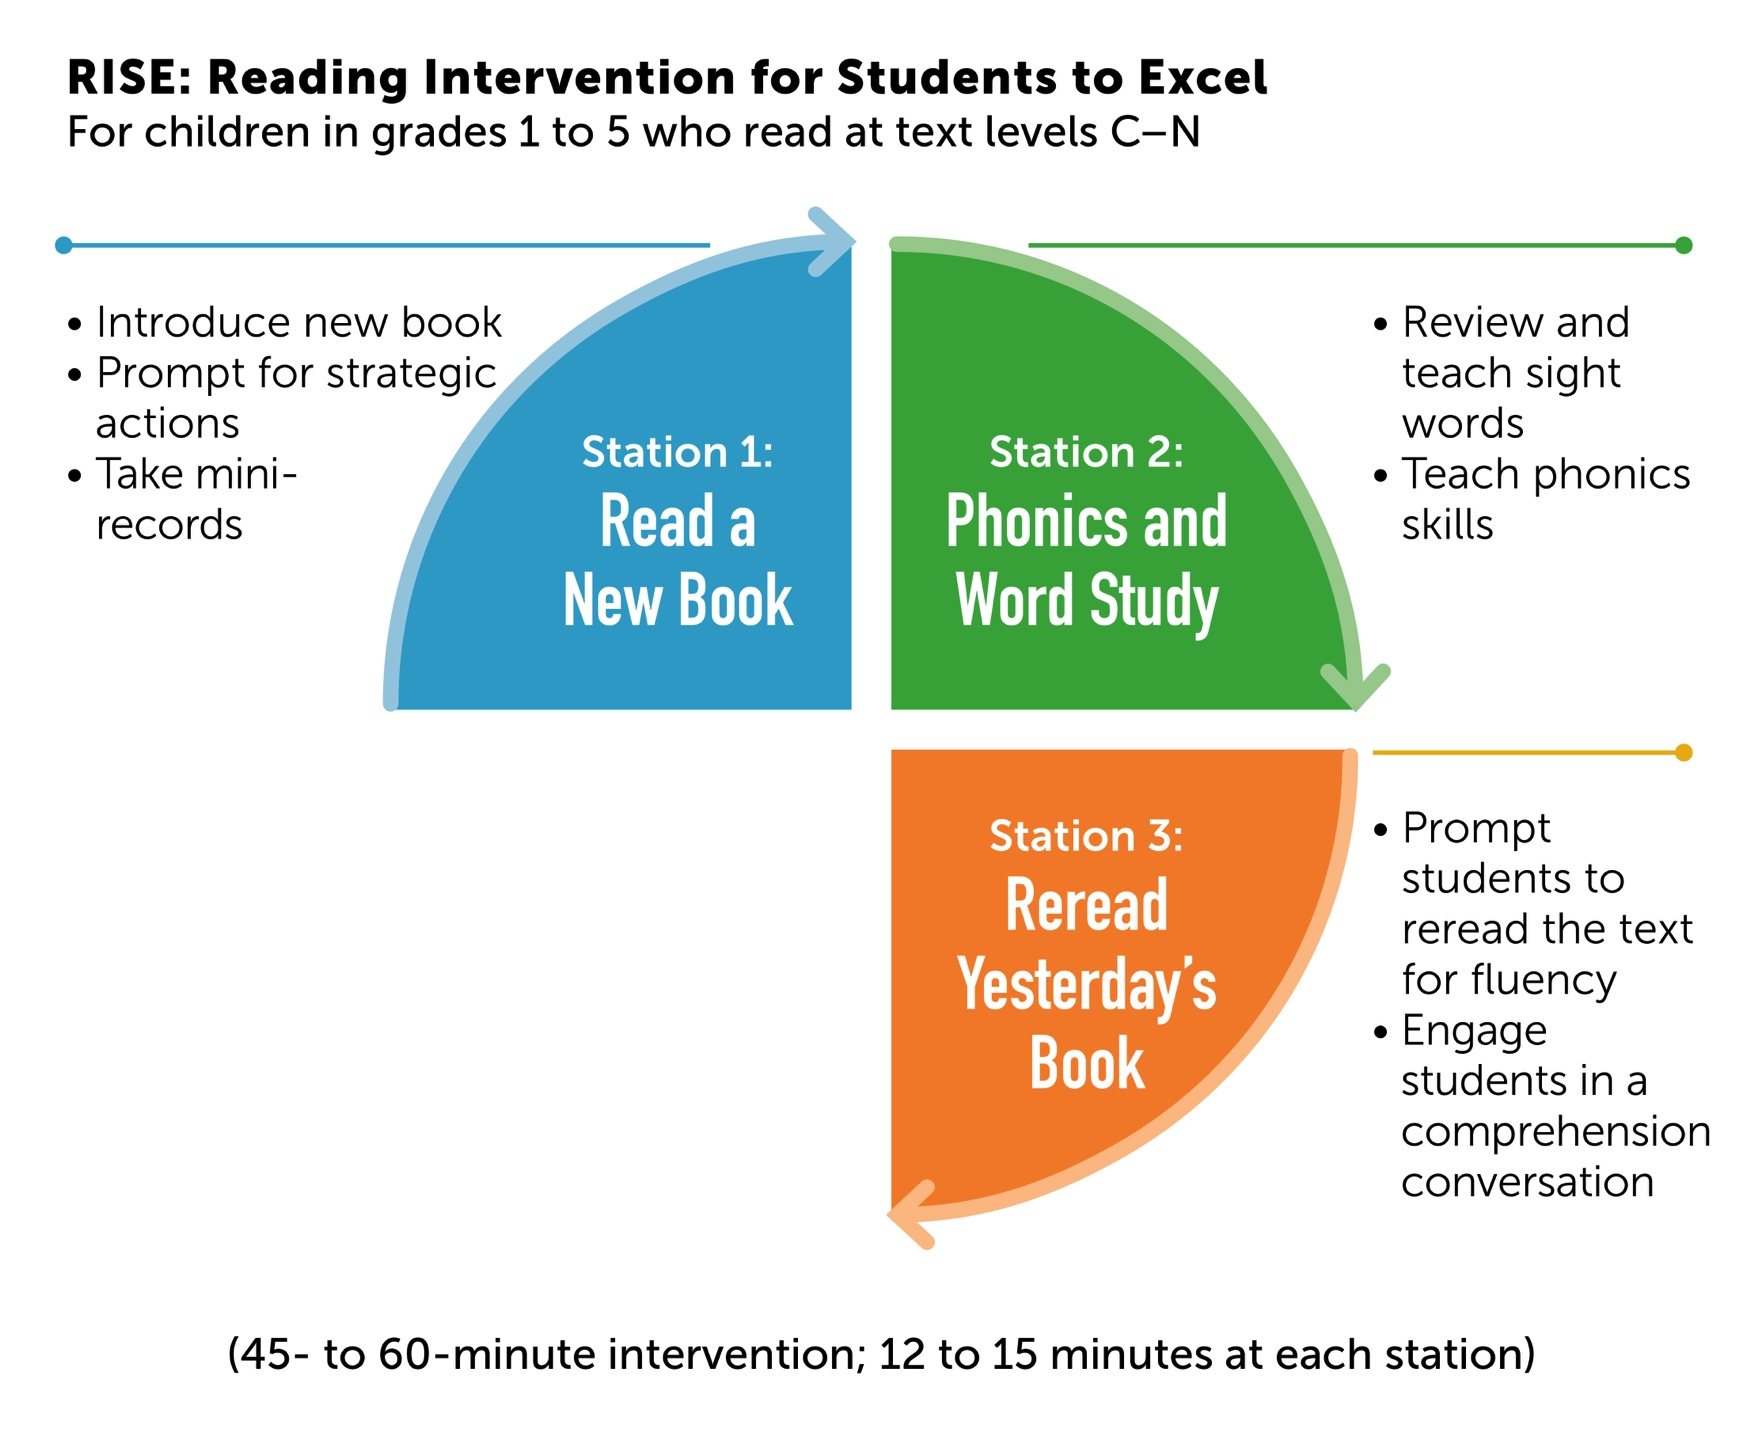 RISE: Reading Intervention for Students to Excel
For children in grades 1 to 5 who read at text levels C–N
• Introduce new book
• Prompt for strategic
actions
• Take mini-
records
Station 1:
Read a
New Book
Station 2:
Phonics and
Word Study
• Review and
teach sight
words
• Teach phonics
skills
Station 3:
Reread
Yesterday’s
Book
• Prompt
students to
reread the text
for fluency
• Engage
students in a
comprehension
conversation
(45- to 60-minute intervention; 12 to 15 minutes at each station)